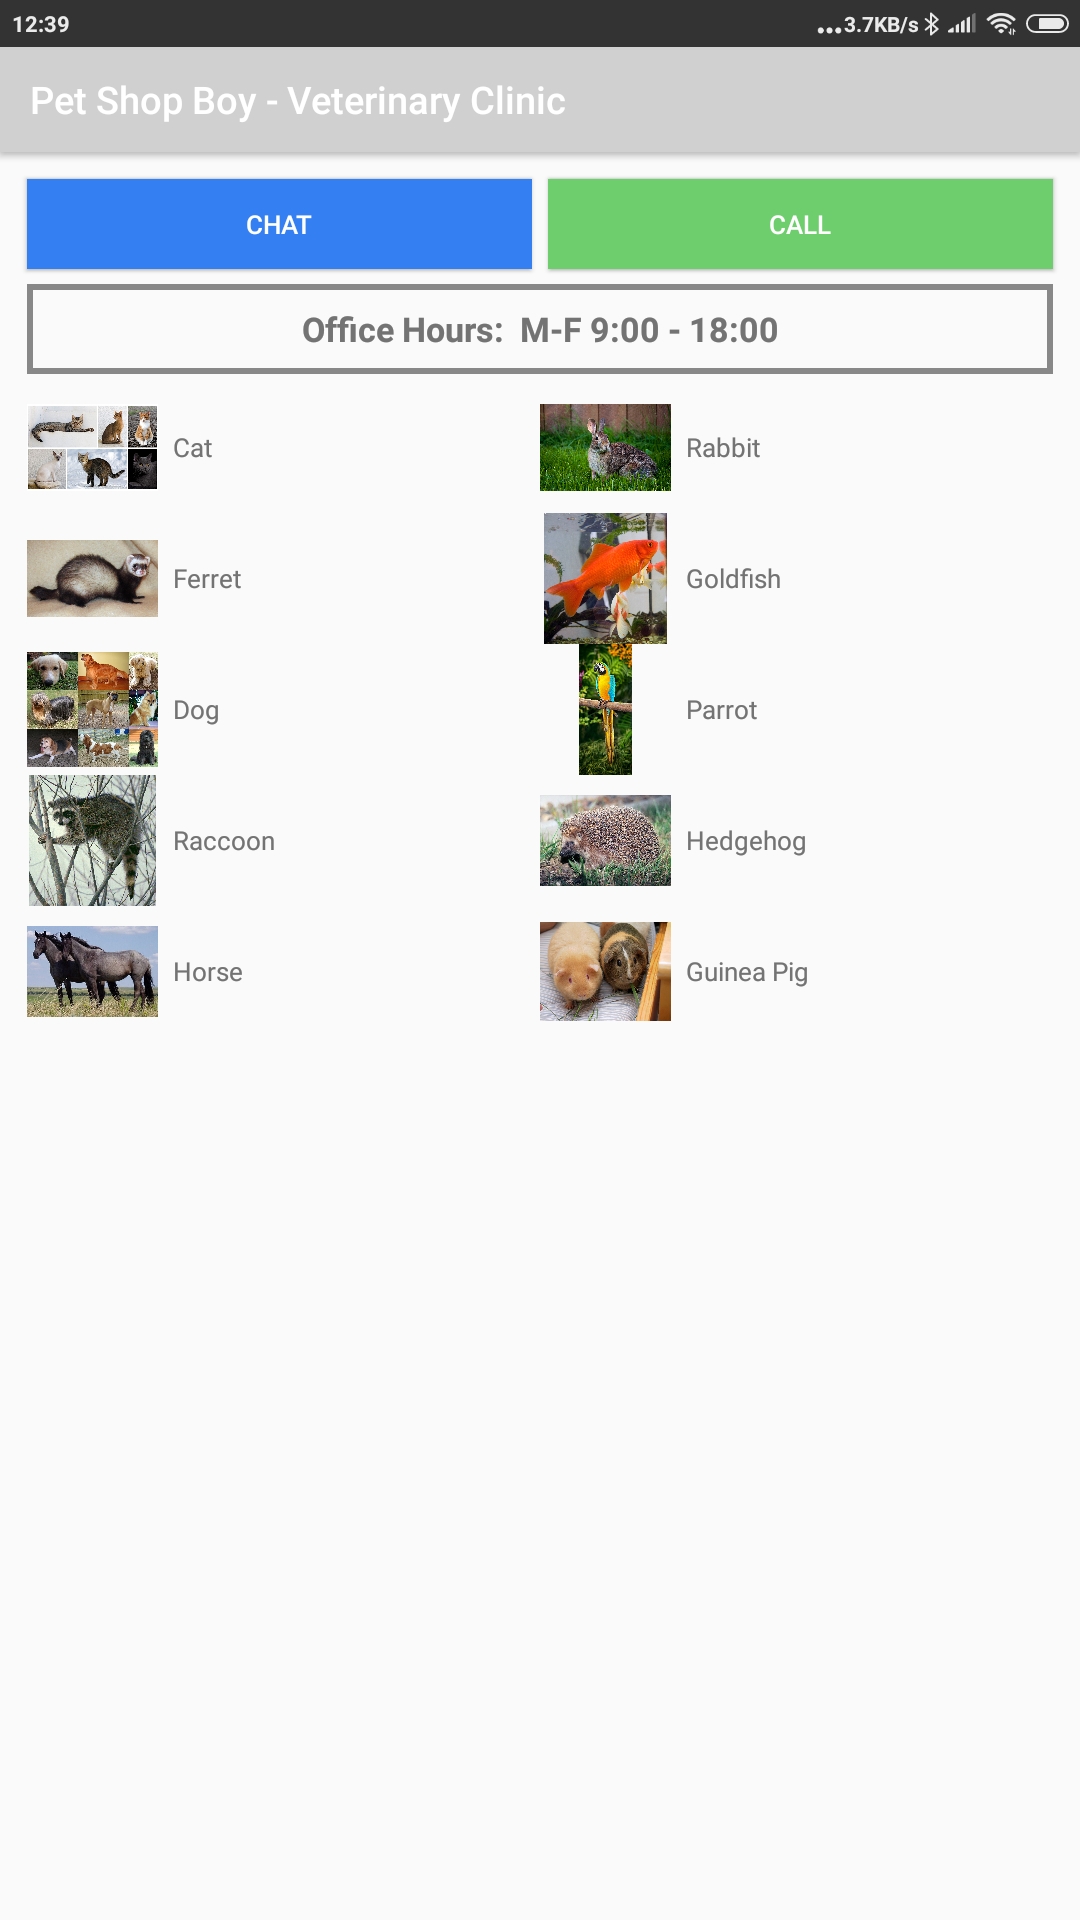 12:39
...3.7KB/s
Pet Shop Boy - Veterinary Clinic
CHAT
CALL
Office Hours:  M-F 9:00 - 18:00
Cat
Rabbit
Ferret
Goldfish
Dog
Parrot
Raccoon
Hedgehog
Horse
Guinea Pig